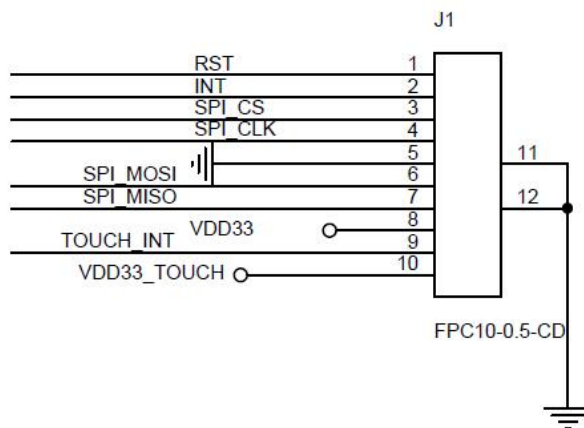 J1
RST 1
INT 2
SPI_CS 3
SPI_CLK 4
5 11
SPI_MOSI 6
SPI_MISO 7 12
VDD33 8
TOUCH_INT 9
VDD33_TOUCH 10
FPC10-0.5-CD